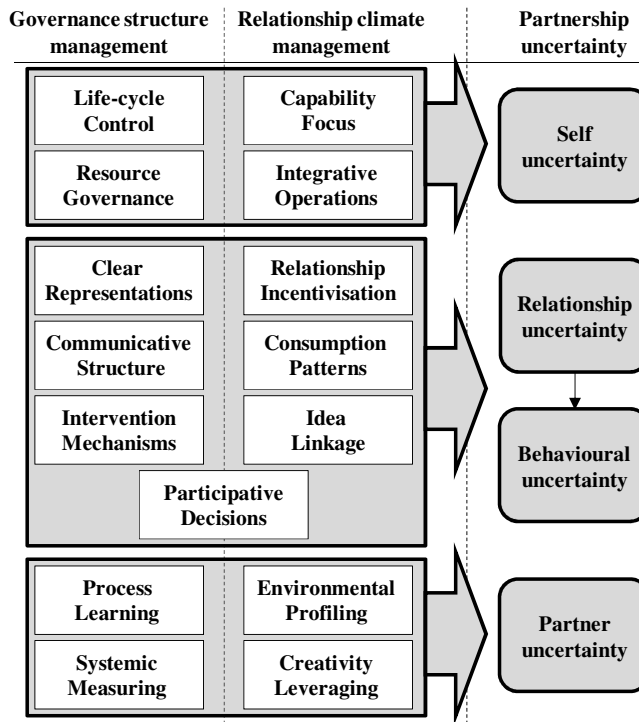 Governance structure
management
Relationship climate
management
Partnership
uncertainty
Life-cycle
Control
Capability
Focus
Resource
Governance
Integrative
Operations
Self
uncertainty
Clear
Representations
Relationship
Incentivisation
Communicative
Structure
Consumption
Patterns
Intervention
Mechanisms
Idea
Linkage
Participative
Decisions
Relationship
uncertainty
Behavioural
uncertainty
Process
Learning
Environmental
Profiling
Systemic
Measuring
Creativity
Leveraging
Partner
uncertainty